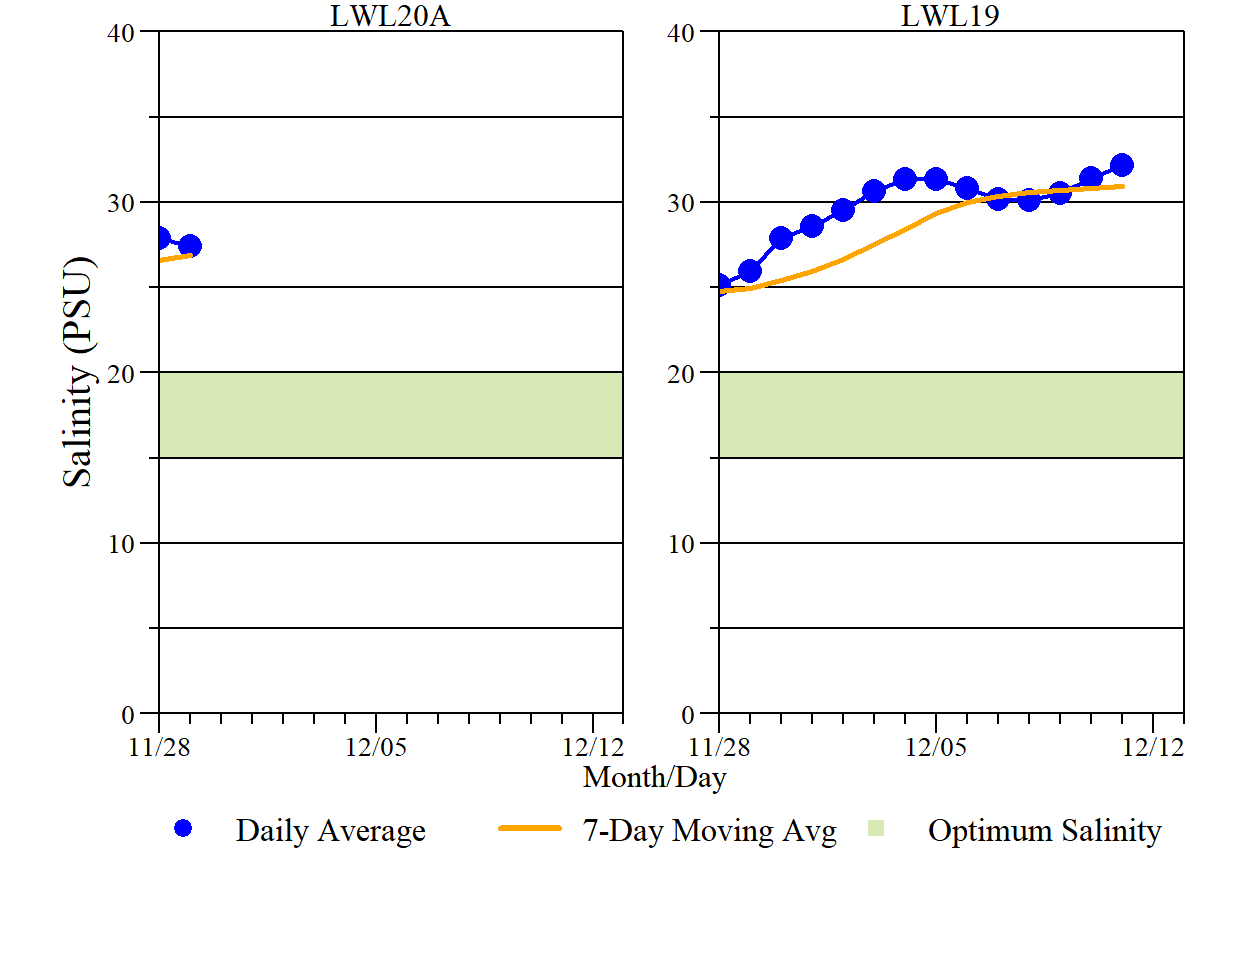 LWL20A
LWL19
40
30
20
10
0
40
30
20
10
0
Salinity (PSU)
11/28
12/05
12/12
11/28
12/05
12/12
Month/Day
Daily Average
7-Day Moving Avg
Optimum Salinity